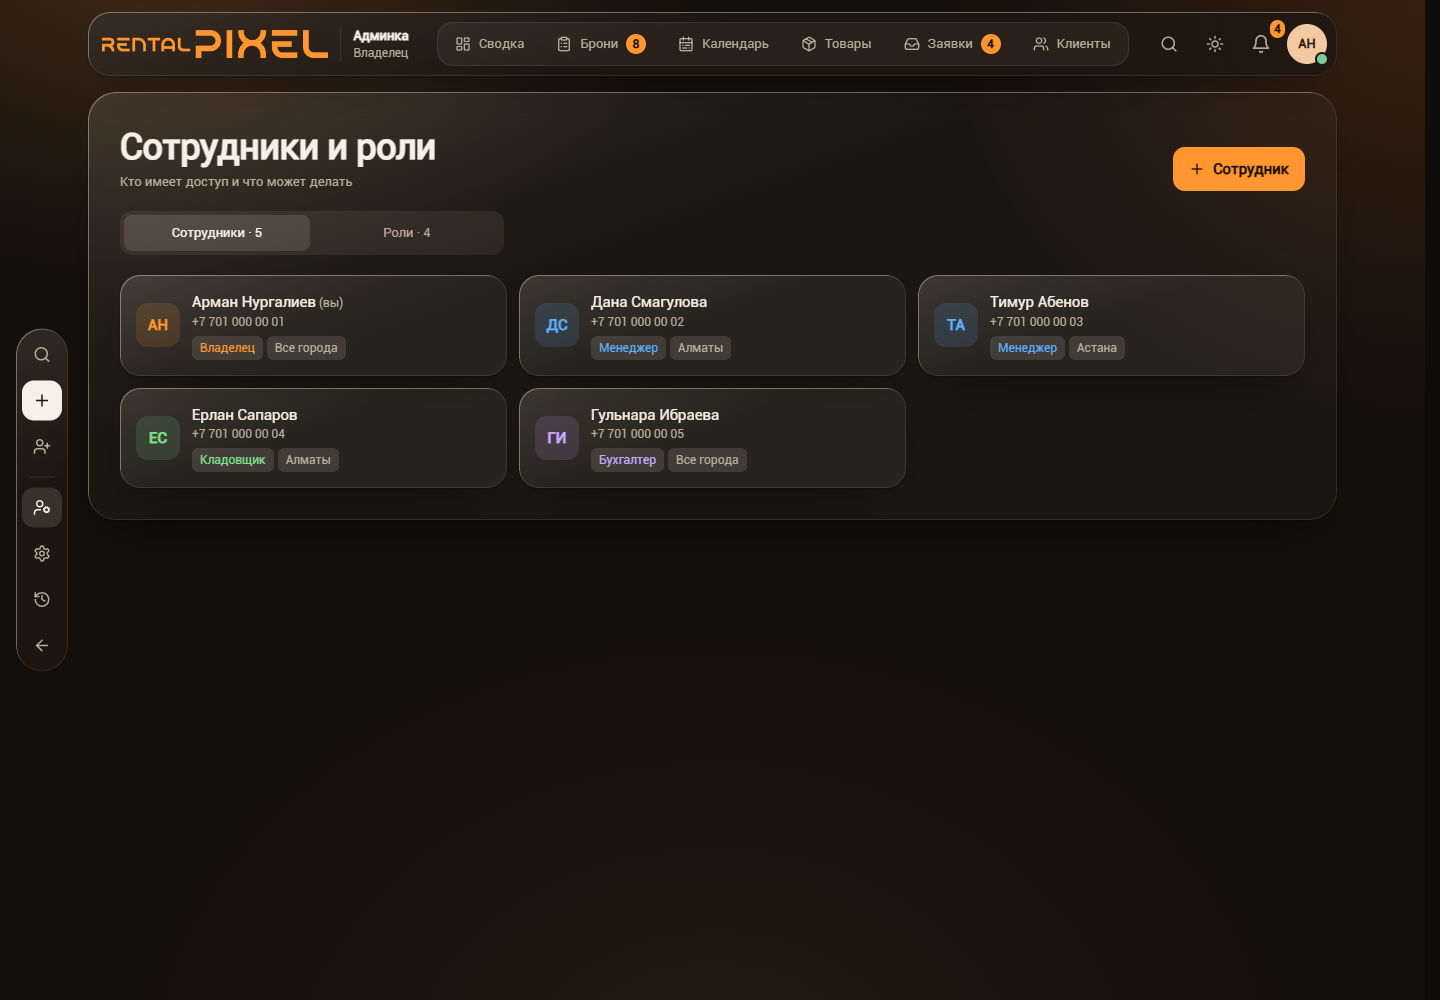 RENTAL PIXEL
Админка
Владелец
Сводка
Брони 8
Календарь
Товары
Заявки 4
Клиенты
4
АН
Сотрудники и роли
Кто имеет доступ и что может делать
+ Сотрудник
Сотрудники · 5
Роли · 4
АН
Арман Нургалиев (вы)
+7 701 000 00 01
Владелец
Все города
ДС
Дана Смагулова
+7 701 000 00 02
Менеджер
Алматы
ТА
Тимур Абенов
+7 701 000 00 03
Менеджер
Астана
ЕС
Ерлан Сапаров
+7 701 000 00 04
Кладовщик
Алматы
ГИ
Гульнара Ибраева
+7 701 000 00 05
Бухгалтер
Все города